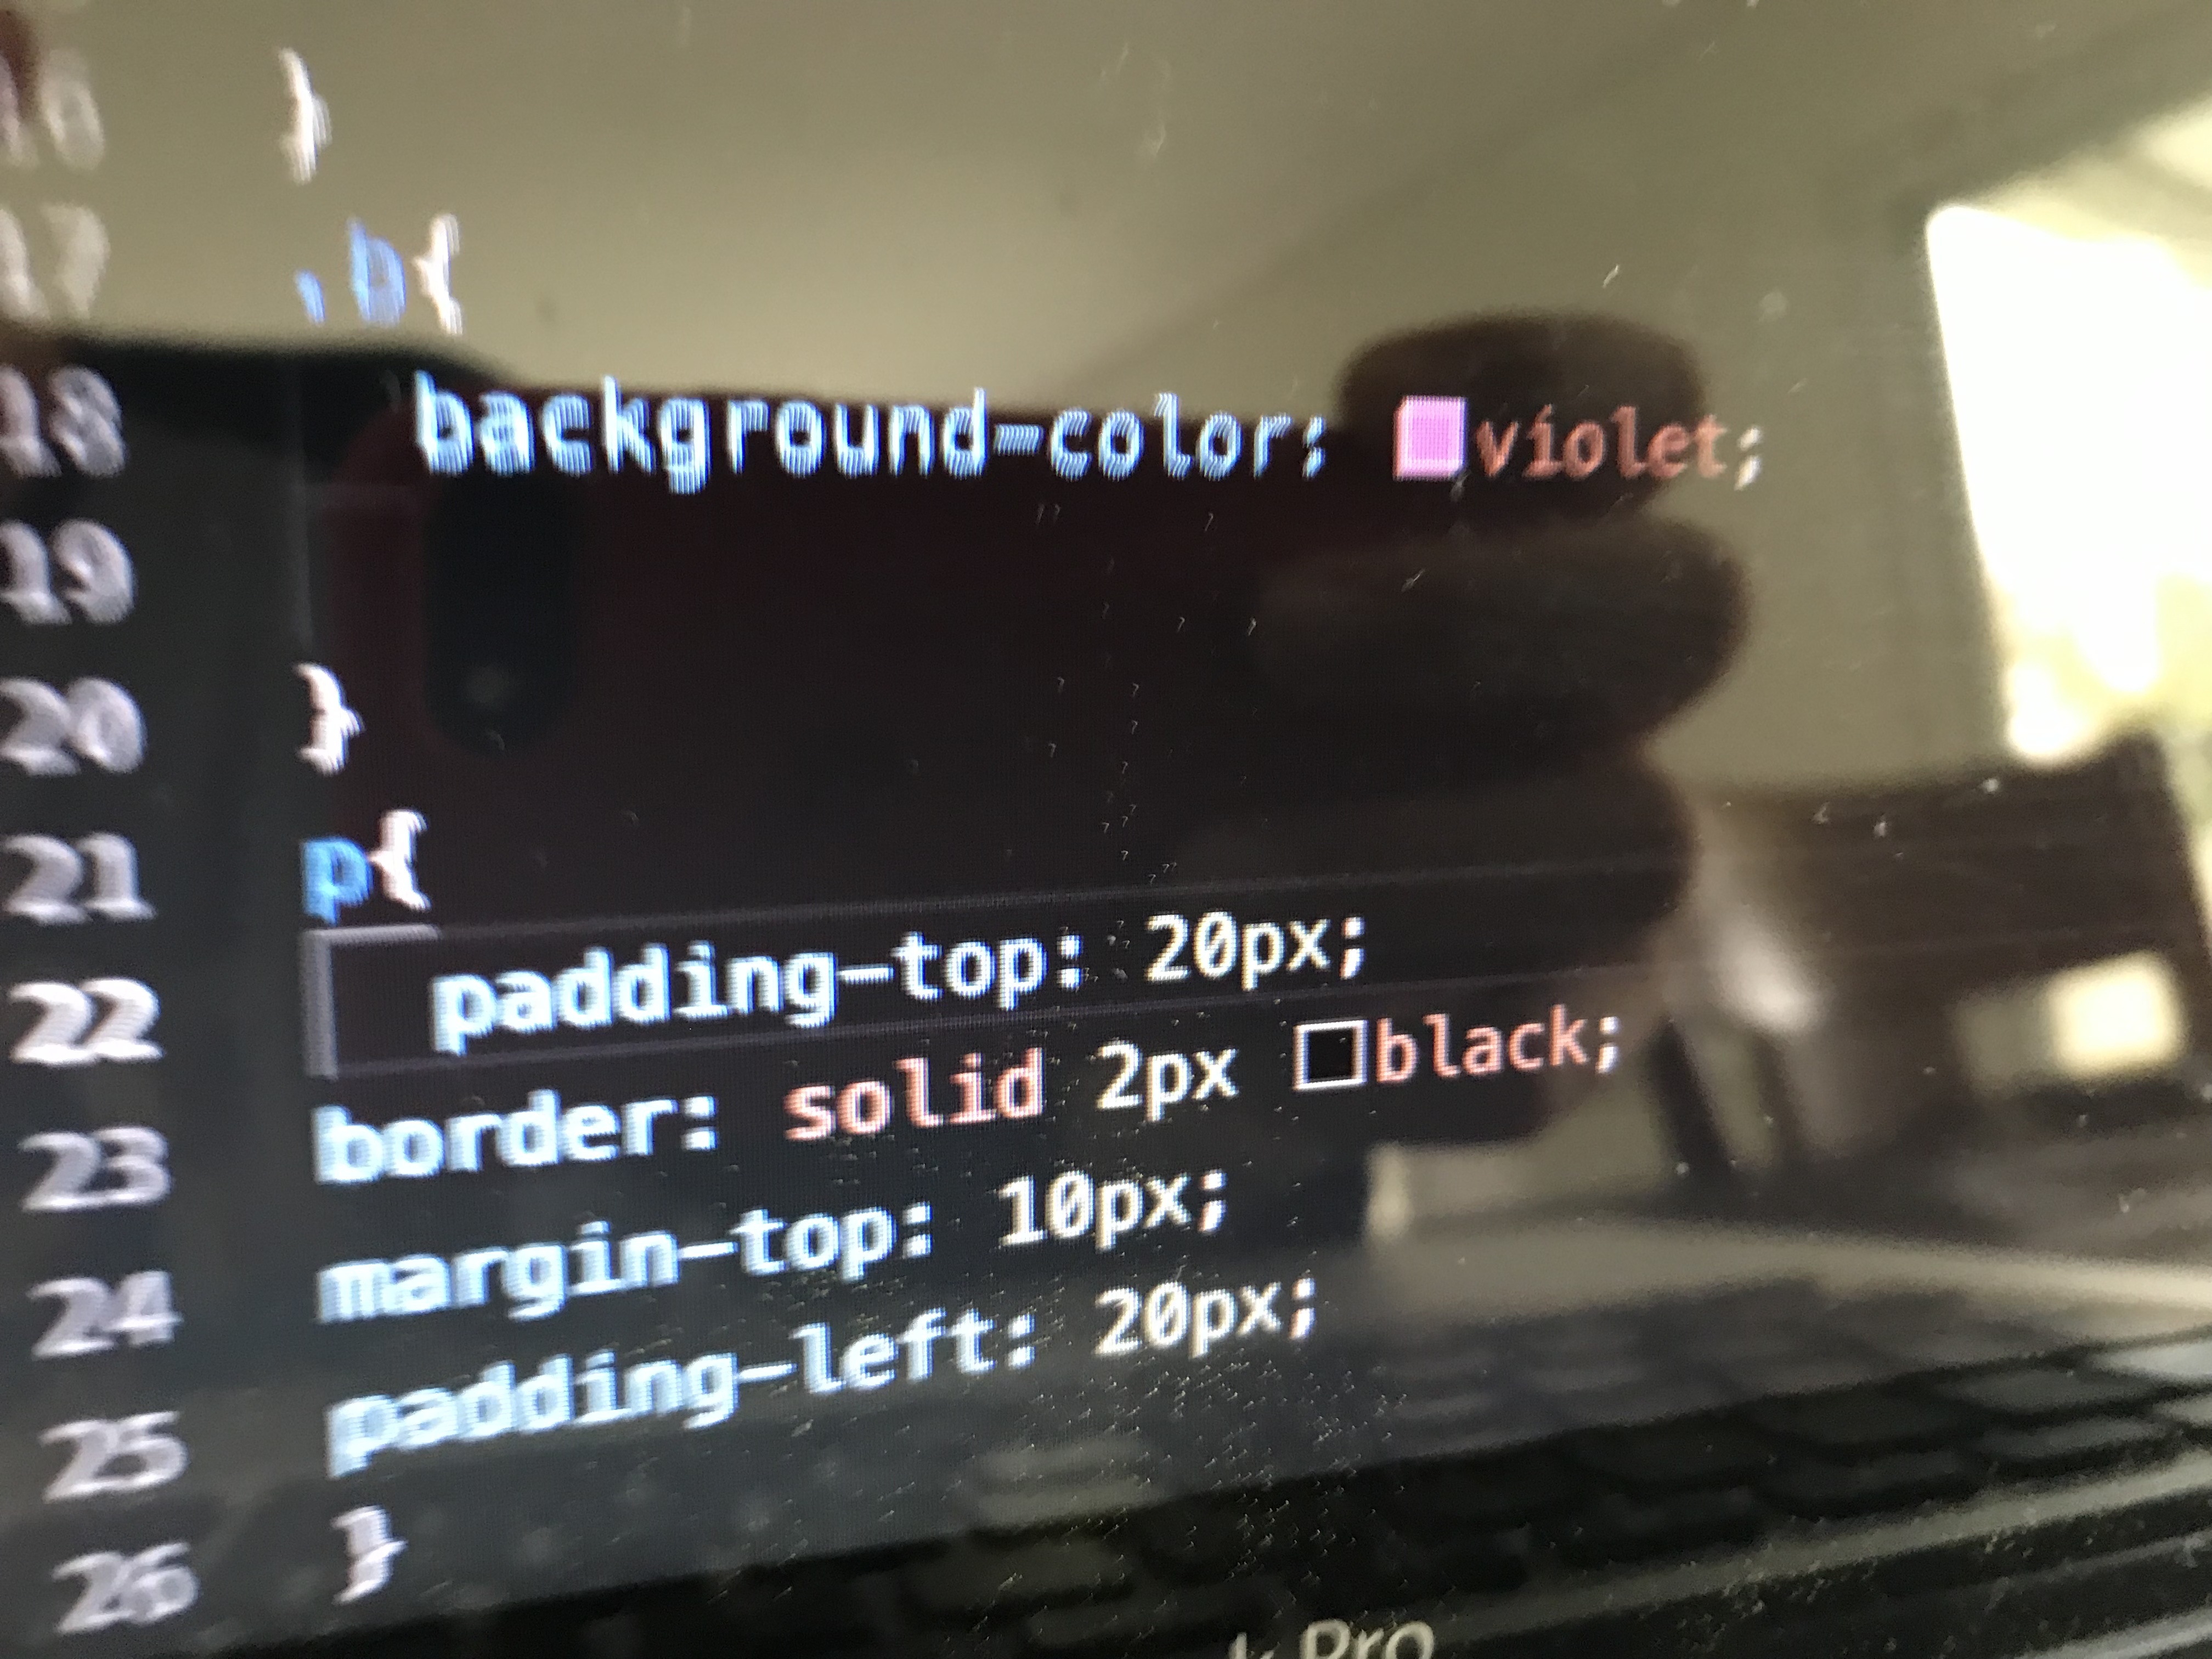 16 }
17 .b{
18 background-color: violet;
19
20 }
21 p{
22 padding-top: 20px;
23 border: solid 2px black;
24 margin-top: 10px;
25 padding-left: 20px;
26 }
Pro